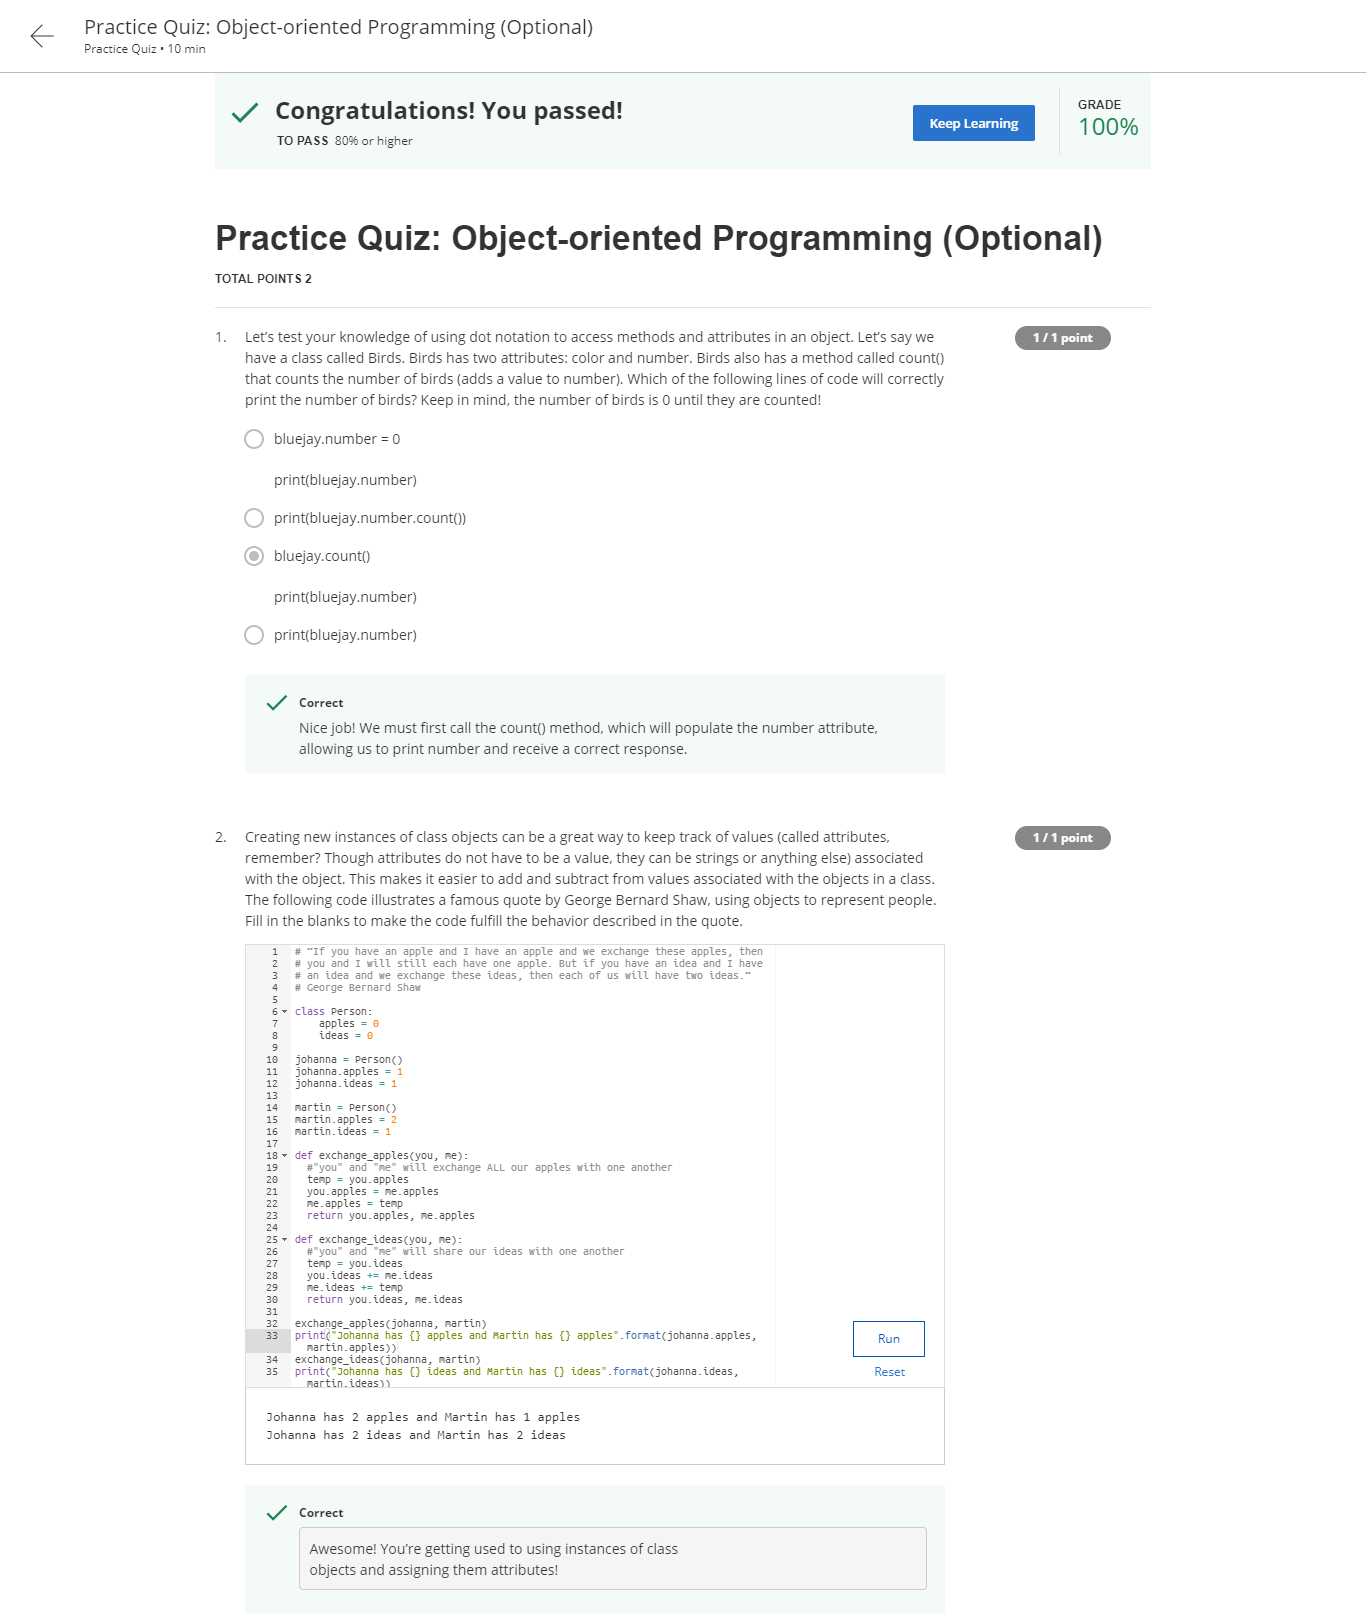 Practice Quiz: Object-oriented Programming (Optional)
Practice Quiz • 10 min
Congratulations! You passed!
TO PASS 80% or higher
Keep Learning
GRADE
100%
Practice Quiz: Object-oriented Programming (Optional)
TOTAL POINTS 2
1. Let’s test your knowledge of using dot notation to access methods and attributes in an object. Let’s say we
have a class called Birds. Birds has two attributes: color and number. Birds also has a method called count()
that counts the number of birds (adds a value to number). Which of the following lines of code will correctly
print the number of birds? Keep in mind, the number of birds is 0 until they are counted!
1 / 1 point
bluejay.number = 0
print(bluejay.number)
print(bluejay.number.count())
bluejay.count()
print(bluejay.number)
print(bluejay.number)
Correct
Nice job! We must first call the count() method, which will populate the number attribute,
allowing us to print number and receive a correct response.
2. Creating new instances of class objects can be a great way to keep track of values (called attributes,
remember? Though attributes do not have to be a value, they can be strings or anything else) associated
with the object. This makes it easier to add and subtract from values associated with the objects in a class.
The following code illustrates a famous quote by George Bernard Shaw, using objects to represent people.
Fill in the blanks to make the code fulfill the behavior described in the quote.
1 / 1 point
1 # “If you have an apple and I have an apple and we exchange these apples, then
2 # you and I will still each have one apple. But if you have an idea and I have
3 # an idea and we exchange these ideas, then each of us will have two ideas.”
4 # George Bernard Shaw
5
6 class Person:
7     apples = 0
8     ideas = 0
9
10 johanna = Person()
11 johanna.apples = 1
12 johanna.ideas = 1
13
14 martin = Person()
15 martin.apples = 2
16 martin.ideas = 1
17
18 def exchange_apples(you, me):
19   #"you" and "me" will exchange ALL our apples with one another
20   temp = you.apples
21   you.apples = me.apples
22   me.apples = temp
23   return you.apples, me.apples
24
25 def exchange_ideas(you, me):
26   #"you" and "me" will share our ideas with one another
27   temp = you.ideas
28   you.ideas += me.ideas
29   me.ideas += temp
30   return you.ideas, me.ideas
31
32 exchange_apples(johanna, martin)
33 print("Johanna has {} apples and Martin has {} apples".format(johanna.apples,
martin.apples))
34 exchange_ideas(johanna, martin)
35 print("Johanna has {} ideas and Martin has {} ideas".format(johanna.ideas,
martin.ideas))
Run
Reset
Johanna has 2 apples and Martin has 1 apples
Johanna has 2 ideas and Martin has 2 ideas
Correct
Awesome! You’re getting used to using instances of class
objects and assigning them attributes!